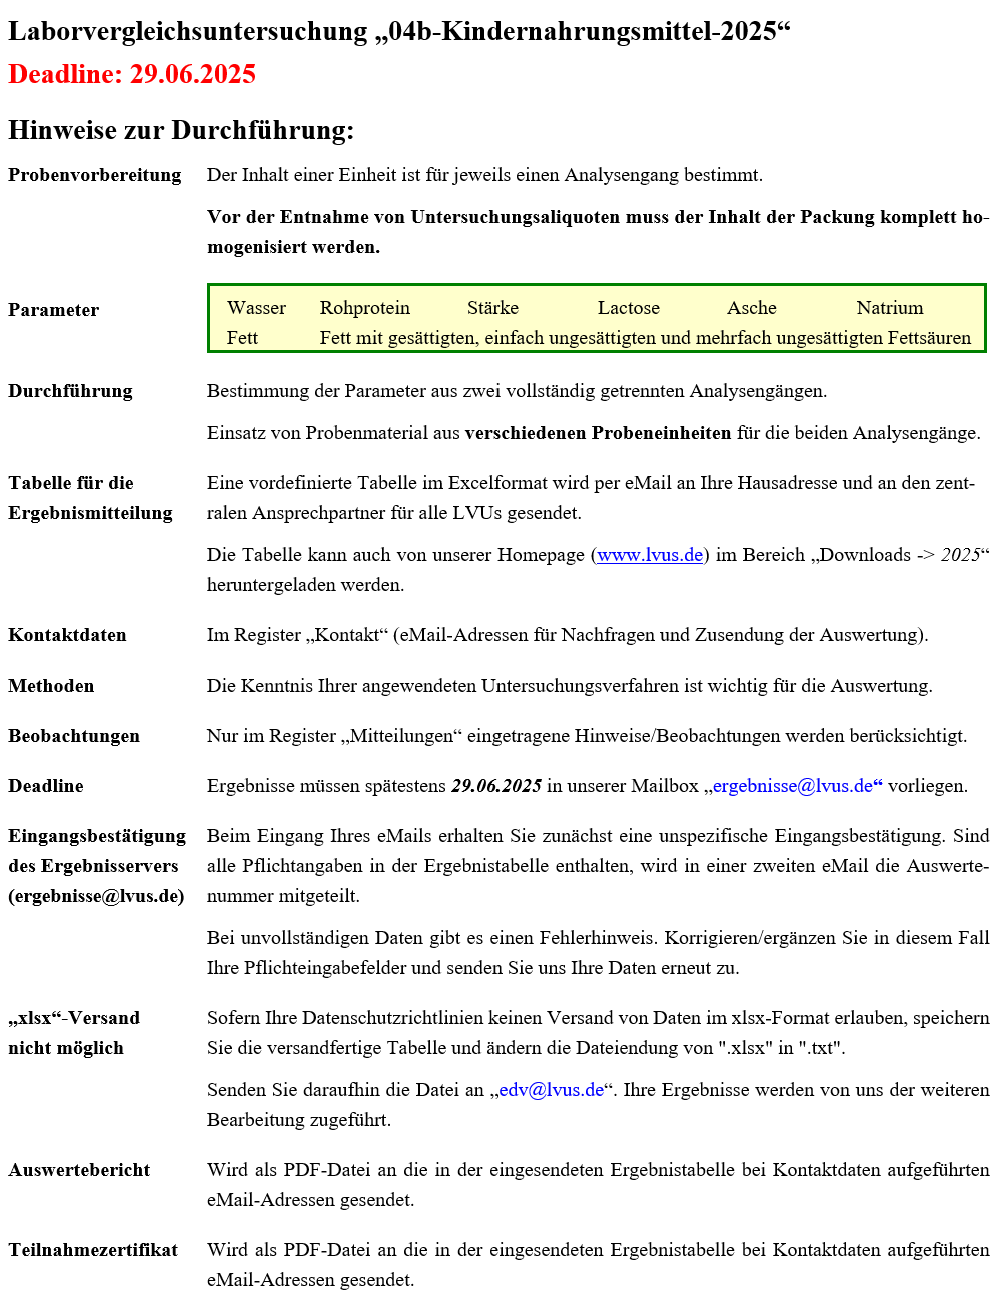 Laborvergleichsuntersuchung „04b-Kindernahrungsmittel-2025“
Deadline: 29.06.2025
Hinweise zur Durchführung:
Probenvorbereitung Der Inhalt einer Einheit ist für jeweils einen Analysengang bestimmt.
Vor der Entnahme von Untersuchungsaliquoten muss der Inhalt der Packung komplett ho-
mogenisiert werden.
Parameter Wasser Rohprotein Stärke Lactose Asche Natrium
Fett Fett mit gesättigten, einfach ungesättigten und mehrfach ungesättigten Fettsäuren
Durchführung Bestimmung der Parameter aus zwei vollständig getrennten Analysengängen.
Einsatz von Probenmaterial aus verschiedenen Probeneinheiten für die beiden Analysengänge.
Tabelle für die Eine vordefinierte Tabelle im Excelformat wird per eMail an Ihre Hausadresse und an den zent-
Ergebnismitteilung ralen Ansprechpartner für alle LVUs gesendet.
Die Tabelle kann auch von unserer Homepage (www.lvus.de) im Bereich „Downloads -> 2025“
heruntergeladen werden.
Kontaktdaten Im Register „Kontakt“ (eMail-Adressen für Nachfragen und Zusendung der Auswertung).
Methoden Die Kenntnis Ihrer angewendeten Untersuchungsverfahren ist wichtig für die Auswertung.
Beobachtungen Nur im Register „Mitteilungen“ eingetragene Hinweise/Beobachtungen werden berücksichtigt.
Deadline Ergebnisse müssen spätestens 29.06.2025 in unserer Mailbox „ergebnisse@lvus.de“ vorliegen.
Eingangsbestätigung Beim Eingang Ihres eMails erhalten Sie zunächst eine unspezifische Eingangsbestätigung. Sind
des Ergebnisservers alle Pflichtangaben in der Ergebnistabelle enthalten, wird in einer zweiten eMail die Auswerte-
(ergebnisse@lvus.de) nummer mitgeteilt.
Bei unvollständigen Daten gibt es einen Fehlerhinweis. Korrigieren/ergänzen Sie in diesem Fall
Ihre Pflichteingabefelder und senden Sie uns Ihre Daten erneut zu.
„xlsx“-Versand Sofern Ihre Datenschutzrichtlinien keinen Versand von Daten im xlsx-Format erlauben, speichern
nicht möglich Sie die versandfertige Tabelle und ändern die Dateiendung von ".xlsx" in ".txt".
Senden Sie daraufhin die Datei an „edv@lvus.de“. Ihre Ergebnisse werden von uns der weiteren
Bearbeitung zugeführt.
Auswertebericht Wird als PDF-Datei an die in der eingesendeten Ergebnistabelle bei Kontaktdaten aufgeführten
eMail-Adressen gesendet.
Teilnahmezertifikat Wird als PDF-Datei an die in der eingesendeten Ergebnistabelle bei Kontaktdaten aufgeführten
eMail-Adressen gesendet.